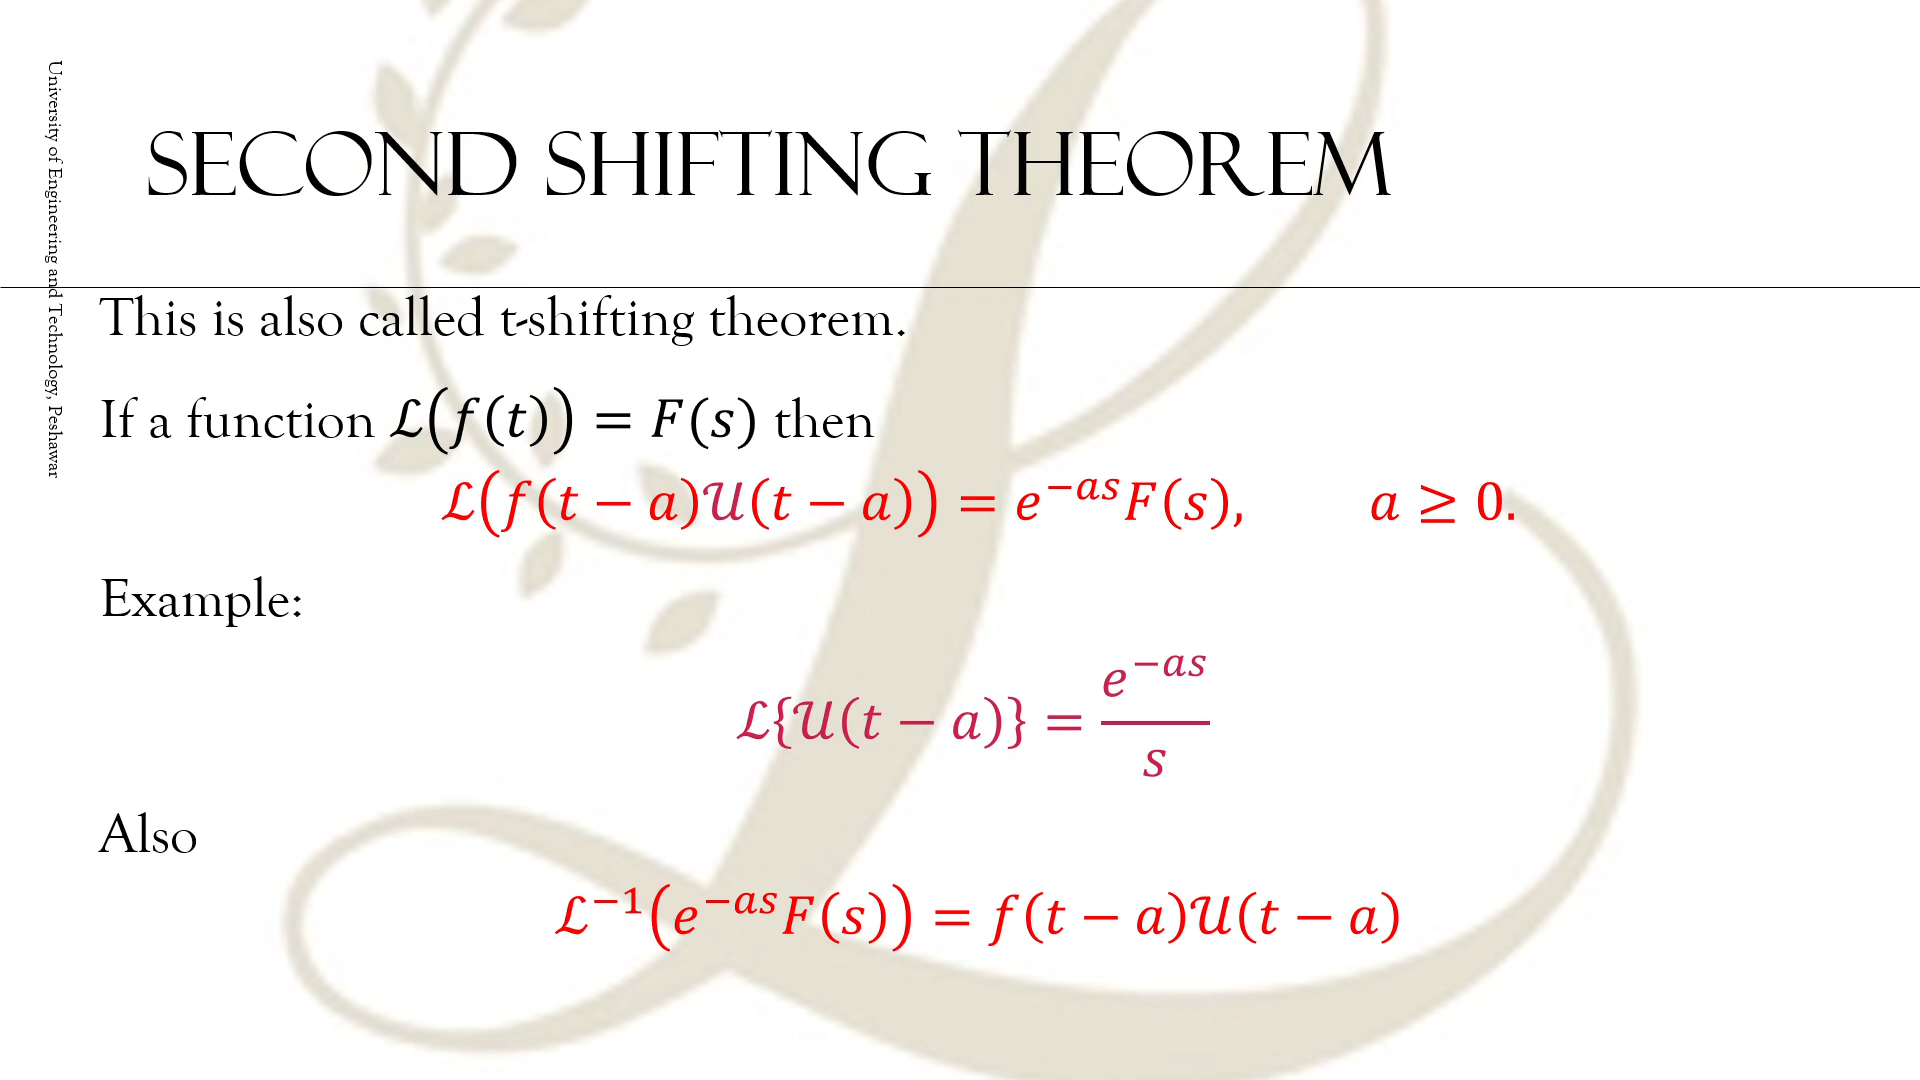 University of Engineering and Technology, Peshawar
SECOND SHIFTING THEOREM
This is also called t-shifting theorem.
If a function ℒ(f(t)) = F(s) then
ℒ(f(t − a)𝒰(t − a)) = e^{−as}F(s), a ≥ 0.
Example:
ℒ{𝒰(t − a)} = e^{−as}/s
Also
ℒ^{−1}(e^{−as}F(s)) = f(t − a)𝒰(t − a)